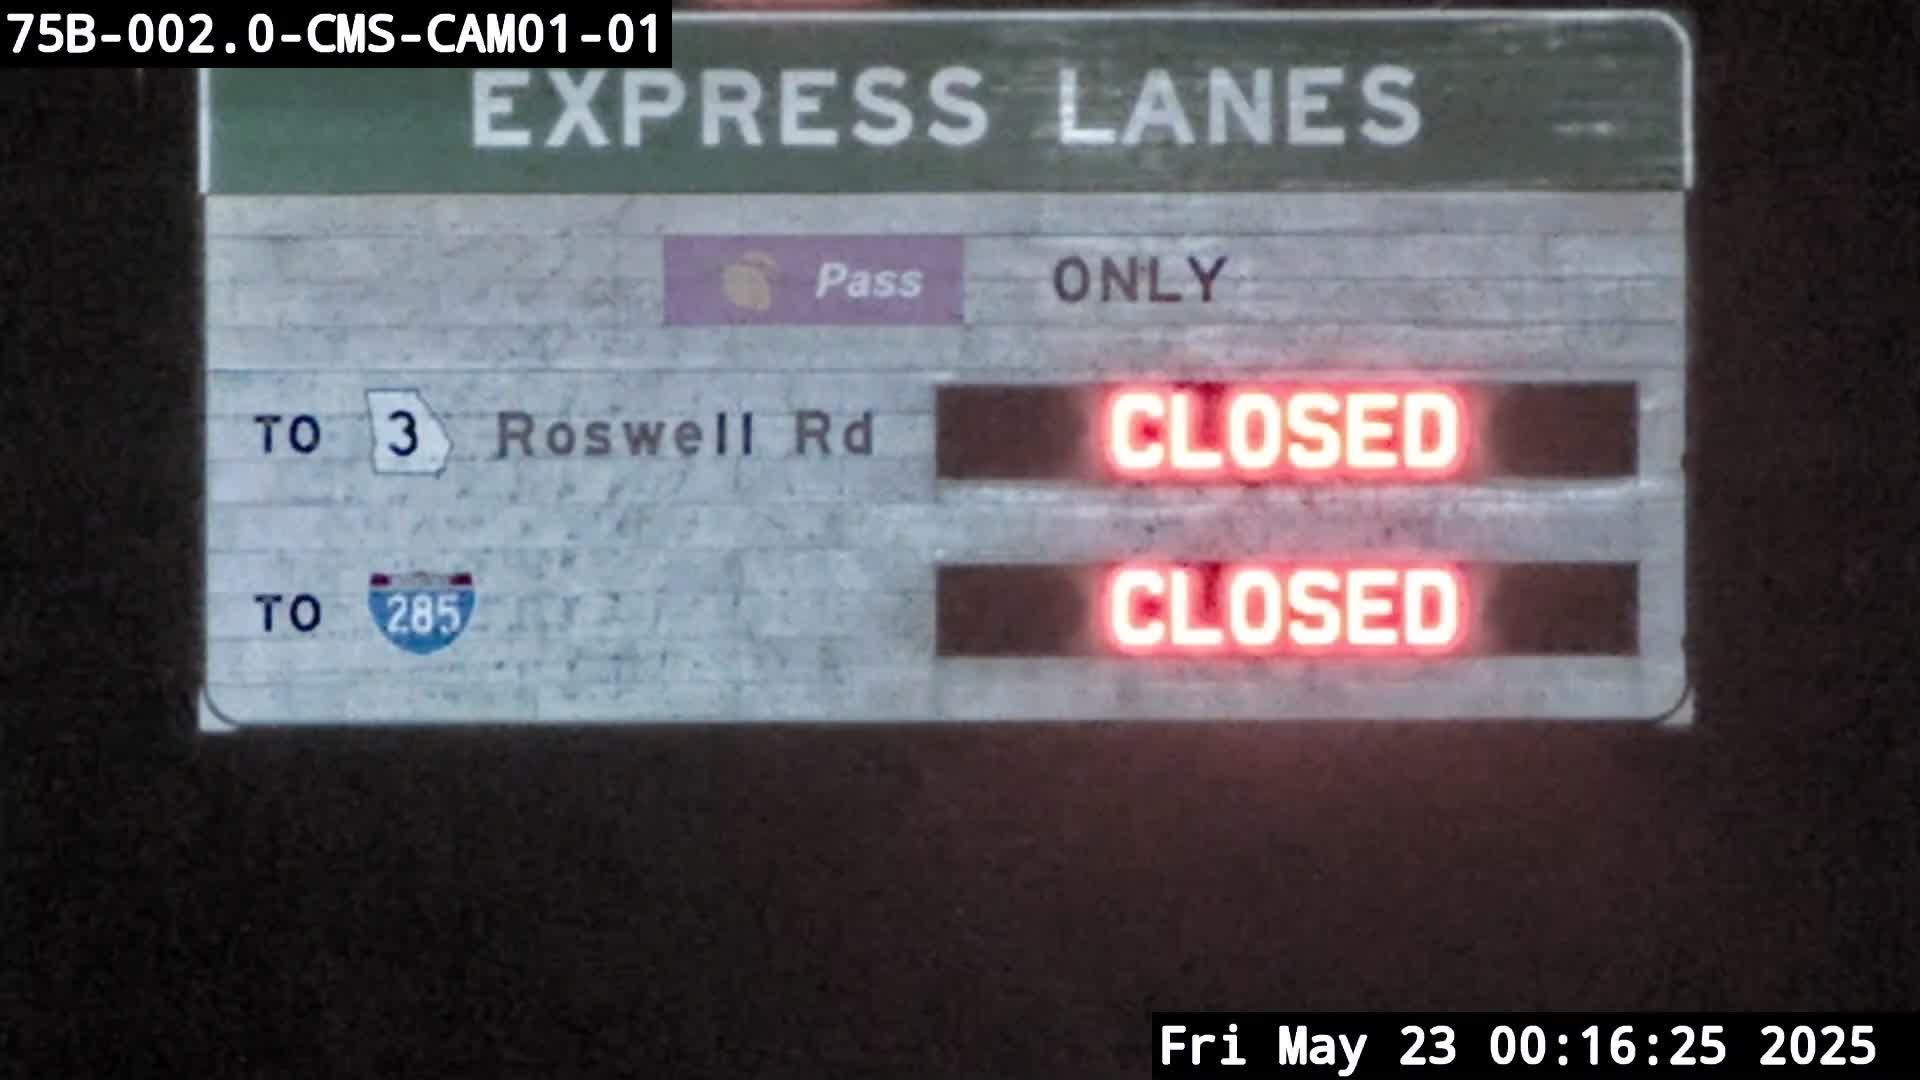 75B-002.0-CMS-CAM01-01
EXPRESS LANES
Pass ONLY
TO 3 Roswell Rd CLOSED
TO 285 CLOSED
Fri May 23 00:16:25 2025